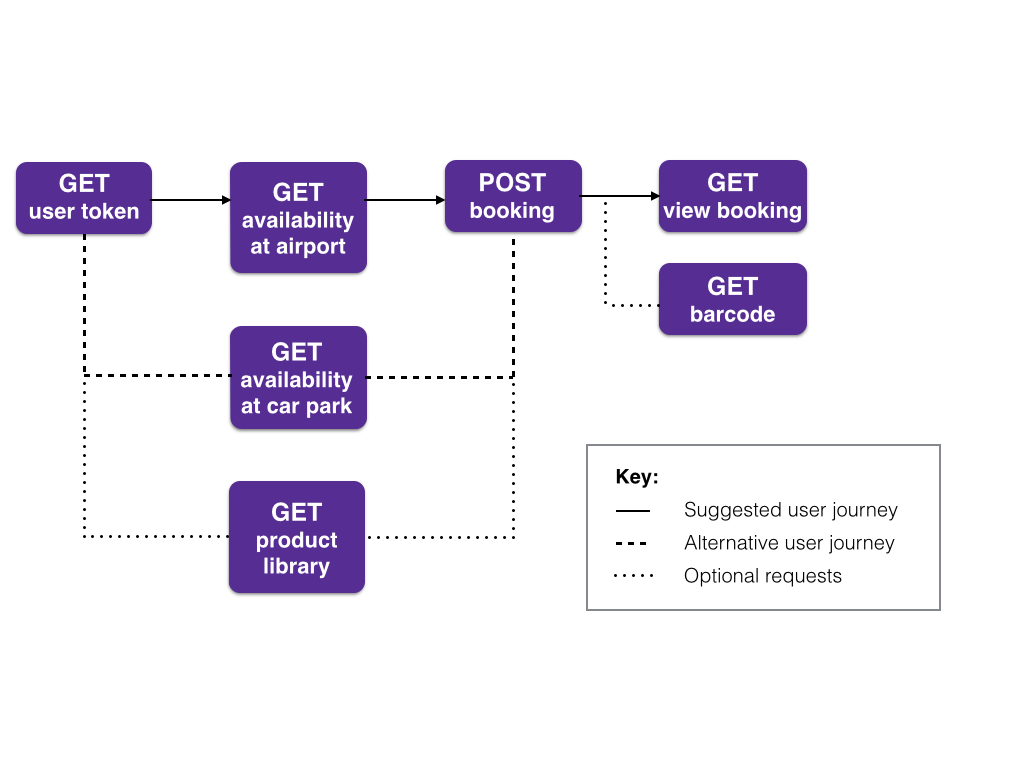 GET
user token
GET
availability
at airport
POST
booking
GET
view booking
GET
barcode
GET
availability
at car park
GET
product
library
Key:
Suggested user journey
Alternative user journey
Optional requests